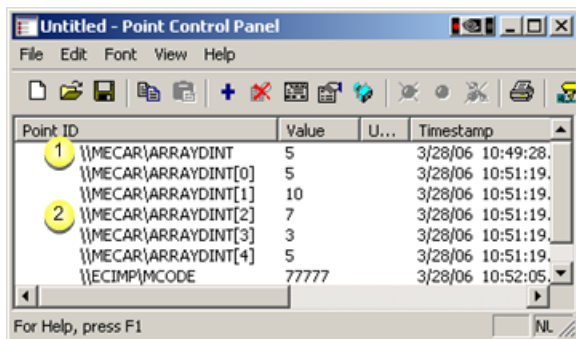 Untitled - Point Control Panel
File Edit Font View Help
Point ID Value U... Timestamp
1 \\MECAR\ARRAYDINT 5 3/28/06 10:49:28.
\\MECAR\ARRAYDINT[0] 5 3/28/06 10:51:19.
\\MECAR\ARRAYDINT[1] 10 3/28/06 10:51:19.
2 \\MECAR\ARRAYDINT[2] 7 3/28/06 10:51:19.
\\MECAR\ARRAYDINT[3] 3 3/28/06 10:51:19.
\\MECAR\ARRAYDINT[4] 5 3/28/06 10:51:19.
\\ECIMP\MCODE 77777 3/28/06 10:52:05.
For Help, press F1 NL